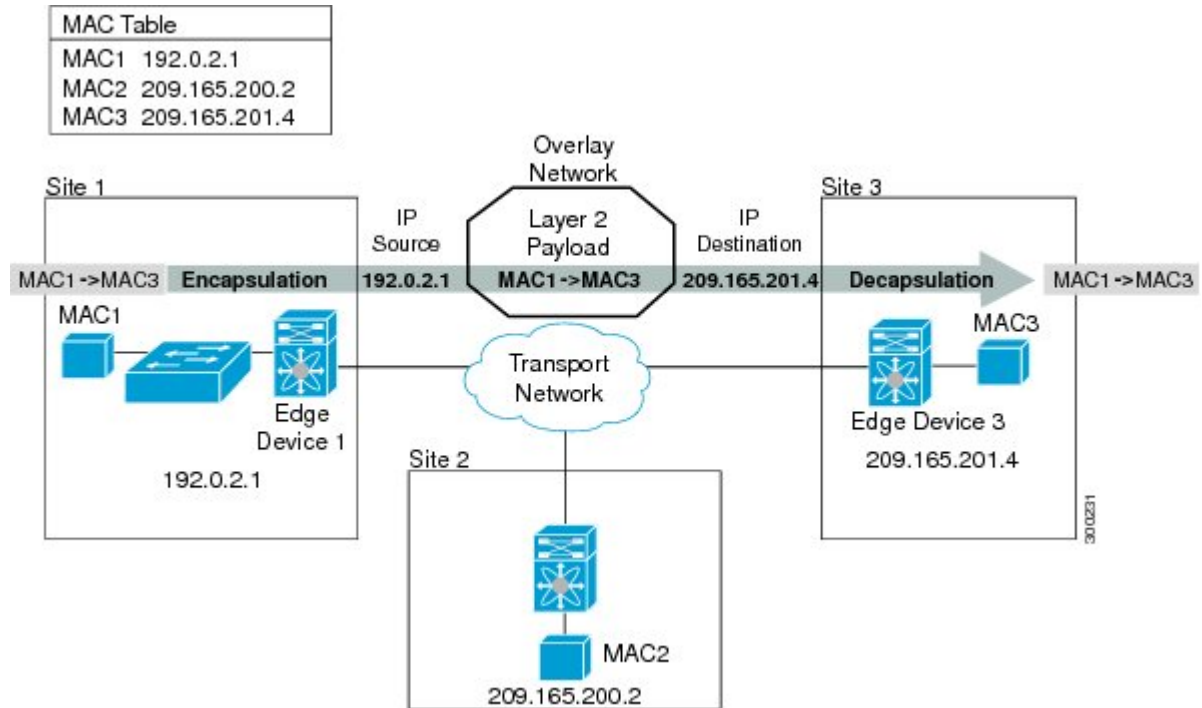 MAC Table
MAC1 192.0.2.1
MAC2 209.165.200.2
MAC3 209.165.201.4
Overlay
Network
Site 1
Site 3
IP
Source
Layer 2
Payload
IP
Destination
MAC1->MAC3
Encapsulation
192.0.2.1
MAC1->MAC3
209.165.201.4
Decapsulation
MAC1->MAC3
MAC1
MAC3
Transport
Network
Edge
Device 1
Edge Device 3
192.0.2.1
209.165.201.4
Site 2
MAC2
209.165.200.2
300231